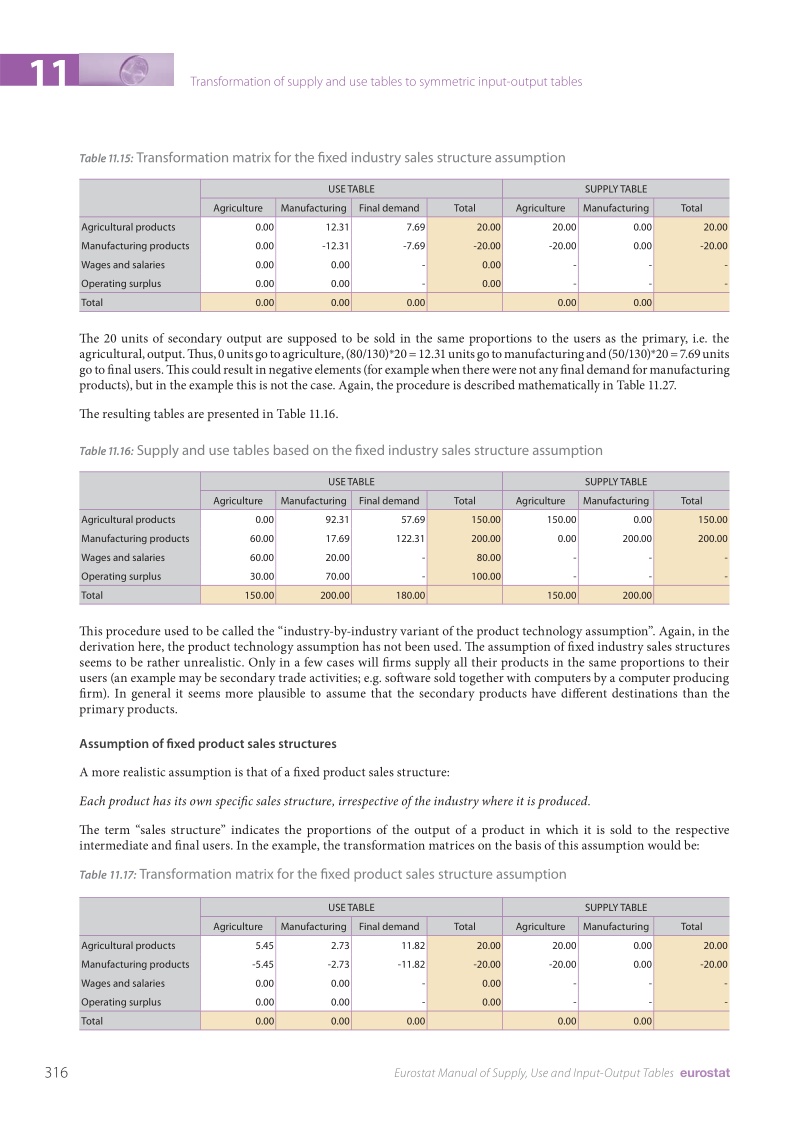 11
Transformation of supply and use tables to symmetric input-output tables
Table 11.15: Transformation matrix for the fixed industry sales structure assumption
USE TABLE SUPPLY TABLE
Agriculture Manufacturing Final demand Total Agriculture Manufacturing Total
Agricultural products 0.00 12.31 7.69 20.00 20.00 0.00 20.00
Manufacturing products 0.00 -12.31 -7.69 -20.00 -20.00 0.00 -20.00
Wages and salaries 0.00 0.00 - 0.00 - - -
Operating surplus 0.00 0.00 - 0.00 - - -
Total 0.00 0.00 0.00 0.00 0.00
The 20 units of secondary output are supposed to be sold in the same proportions to the users as the primary, i.e. the
agricultural, output. Thus, 0 units go to agriculture, (80/130)*20 = 12.31 units go to manufacturing and (50/130)*20 = 7.69 units
go to final users. This could result in negative elements (for example when there were not any final demand for manufacturing
products), but in the example this is not the case. Again, the procedure is described mathematically in Table 11.27.
The resulting tables are presented in Table 11.16.
Table 11.16: Supply and use tables based on the fixed industry sales structure assumption
USE TABLE SUPPLY TABLE
Agriculture Manufacturing Final demand Total Agriculture Manufacturing Total
Agricultural products 0.00 92.31 57.69 150.00 150.00 0.00 150.00
Manufacturing products 60.00 17.69 122.31 200.00 0.00 200.00 200.00
Wages and salaries 60.00 20.00 - 80.00 - - -
Operating surplus 30.00 70.00 - 100.00 - - -
Total 150.00 200.00 180.00 150.00 200.00
This procedure used to be called the “industry-by-industry variant of the product technology assumption”. Again, in the
derivation here, the product technology assumption has not been used. The assumption of fixed industry sales structures
seems to be rather unrealistic. Only in a few cases will firms supply all their products in the same proportions to their
users (an example may be secondary trade activities; e.g. software sold together with computers by a computer producing
firm). In general it seems more plausible to assume that the secondary products have different destinations than the
primary products.
Assumption of fixed product sales structures
A more realistic assumption is that of a fixed product sales structure:
Each product has its own specific sales structure, irrespective of the industry where it is produced.
The term “sales structure” indicates the proportions of the output of a product in which it is sold to the respective
intermediate and final users. In the example, the transformation matrices on the basis of this assumption would be:
Table 11.17: Transformation matrix for the fixed product sales structure assumption
USE TABLE SUPPLY TABLE
Agriculture Manufacturing Final demand Total Agriculture Manufacturing Total
Agricultural products 5.45 2.73 11.82 20.00 20.00 0.00 20.00
Manufacturing products -5.45 -2.73 -11.82 -20.00 -20.00 0.00 -20.00
Wages and salaries 0.00 0.00 - 0.00 - - -
Operating surplus 0.00 0.00 - 0.00 - - -
Total 0.00 0.00 0.00 0.00 0.00
316 Eurostat Manual of Supply, Use and Input-Output Tables eurostat